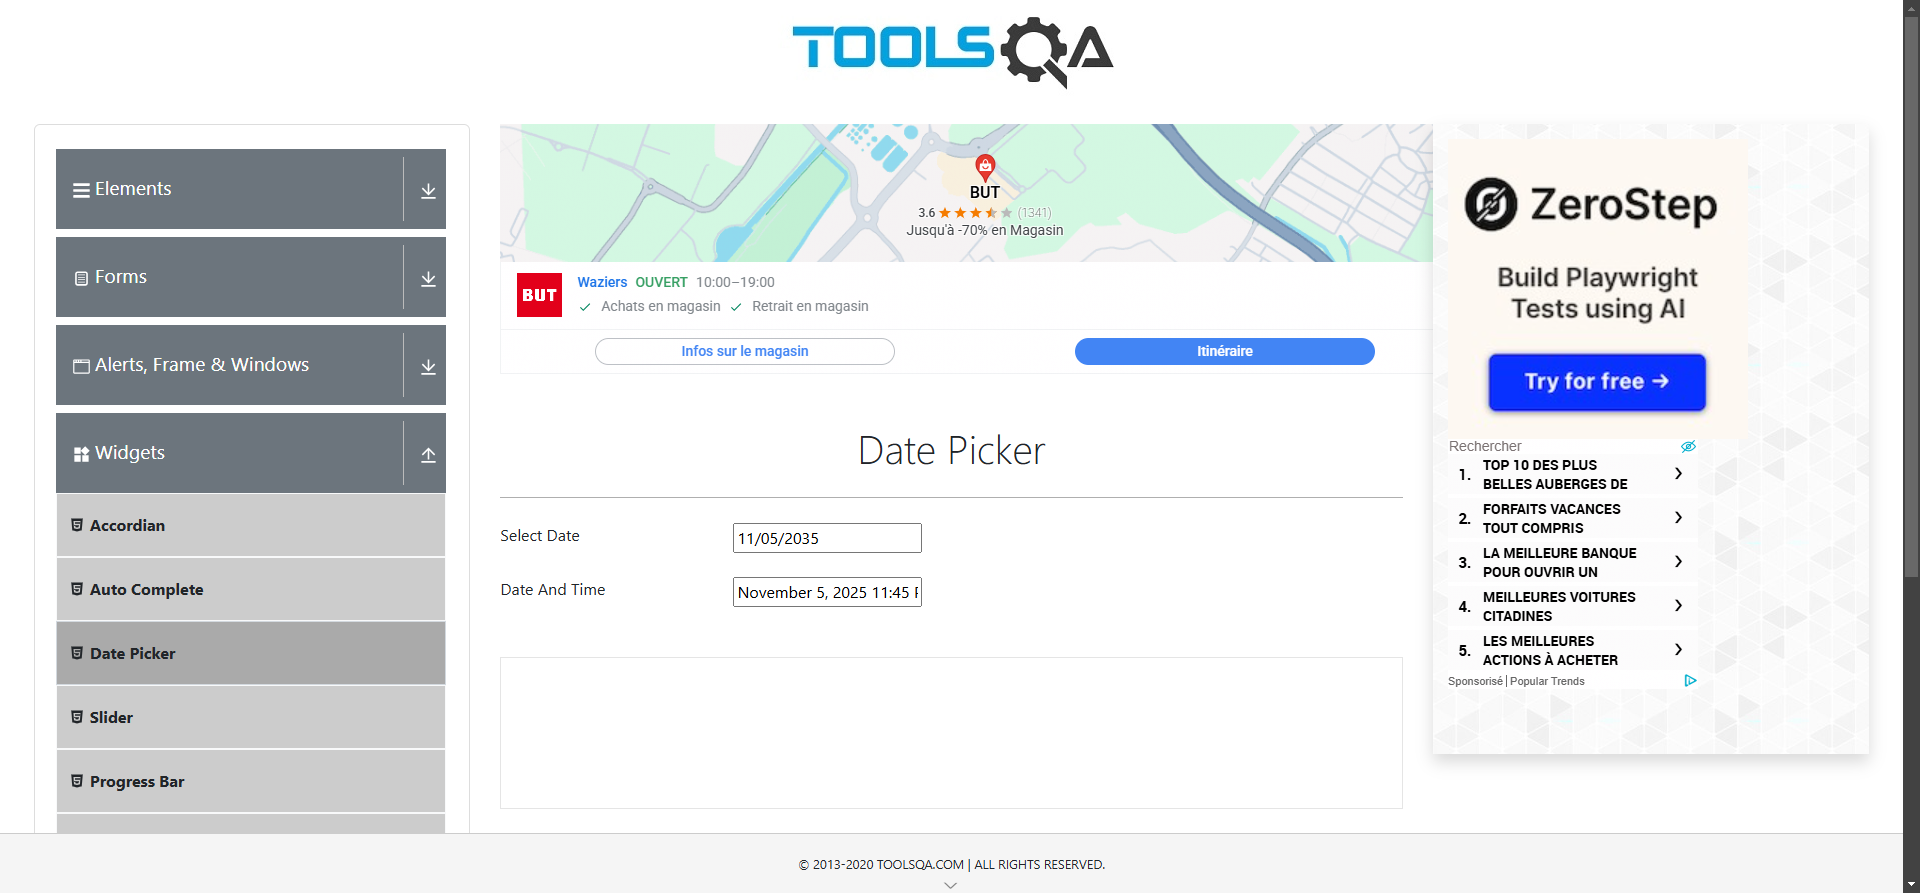 TOOLSQA
Elements
Forms
Alerts, Frame & Windows
Widgets
Accordian
Auto Complete
Date Picker
Slider
Progress Bar
BUT
3.6 (1341)
Jusqu'à -70% en Magasin
BUT
Waziers OUVERT 10:00–19:00
Achats en magasin Retrait en magasin
Infos sur le magasin Itinéraire
Date Picker
Select Date 11/05/2035
Date And Time November 5, 2025 11:45
ZeroStep
Build Playwright
Tests using AI
Try for free →
Rechercher
1. TOP 10 DES PLUS
BELLES AUBERGES DE
2. FORFAITS VACANCES
TOUT COMPRIS
3. LA MEILLEURE BANQUE
POUR OUVRIR UN
4. MEILLEURES VOITURES
CITADINES
5. LES MEILLEURES
ACTIONS À ACHETER
Sponsorisé | Popular Trends
© 2013-2020 TOOLSQA.COM | ALL RIGHTS RESERVED.